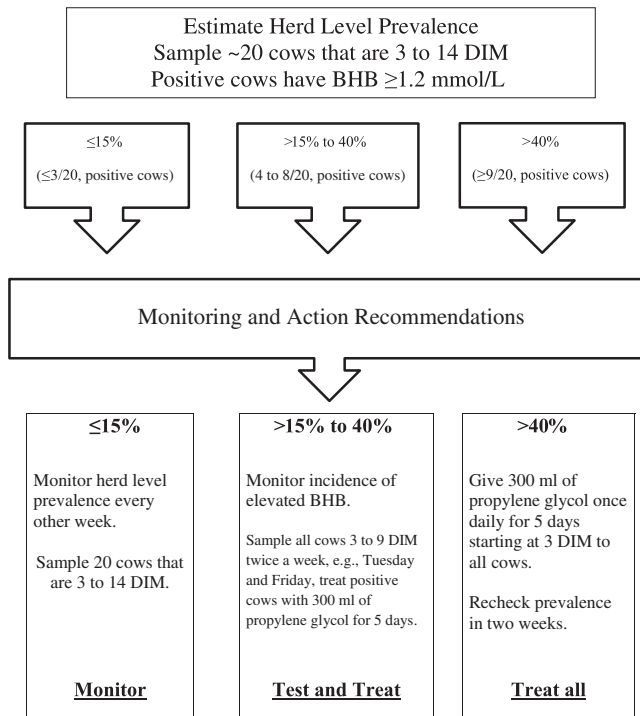 Estimate Herd Level Prevalence
Sample ~20 cows that are 3 to 14 DIM
Positive cows have BHB ≥1.2 mmol/L
≤15%
(≤3/20, positive cows)
>15% to 40%
(4 to 8/20, positive cows)
>40%
(≥9/20, positive cows)
Monitoring and Action Recommendations
≤15%
Monitor herd level
prevalence every
other week.
Sample 20 cows that
are 3 to 14 DIM.
Monitor
>15% to 40%
Monitor incidence of
elevated BHB.
Sample all cows 3 to 9 DIM
twice a week, e.g., Tuesday
and Friday, treat positive
cows with 300 ml of
propylene glycol for 5 days.
Test and Treat
>40%
Give 300 ml of
propylene glycol once
daily for 5 days
starting at 3 DIM to
all cows.
Recheck prevalence
in two weeks.
Treat all